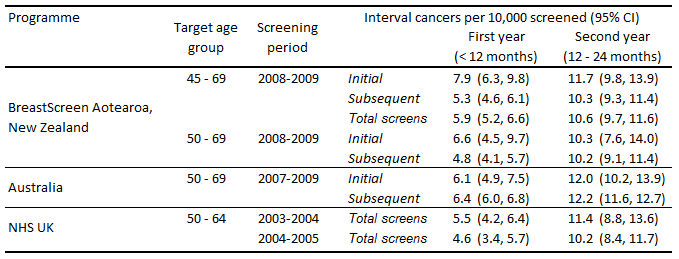 Programme Target age group Screening period Interval cancers per 10,000 screened (95% CI)
First year (< 12 months) Second year (12 - 24 months)
BreastScreen Aotearoa, New Zealand
45 - 69 2008-2009 Initial 7.9 (6.3, 9.8) 11.7 (9.8, 13.9)
Subsequent 5.3 (4.6, 6.1) 10.3 (9.3, 11.4)
Total screens 5.9 (5.2, 6.6) 10.6 (9.7, 11.6)
50 - 69 2008-2009 Initial 6.6 (4.5, 9.7) 10.3 (7.6, 14.0)
Subsequent 4.8 (4.1, 5.7) 10.2 (9.1, 11.4)
Australia 50 - 69 2007-2009 Initial 6.1 (4.9, 7.5) 12.0 (10.2, 13.9)
Subsequent 6.4 (6.0, 6.8) 12.2 (11.6, 12.7)
NHS UK 50 - 64 2003-2004 Total screens 5.5 (4.2, 6.4) 11.4 (8.8, 13.6)
2004-2005 Total screens 4.6 (3.4, 5.7) 10.2 (8.4, 11.7)